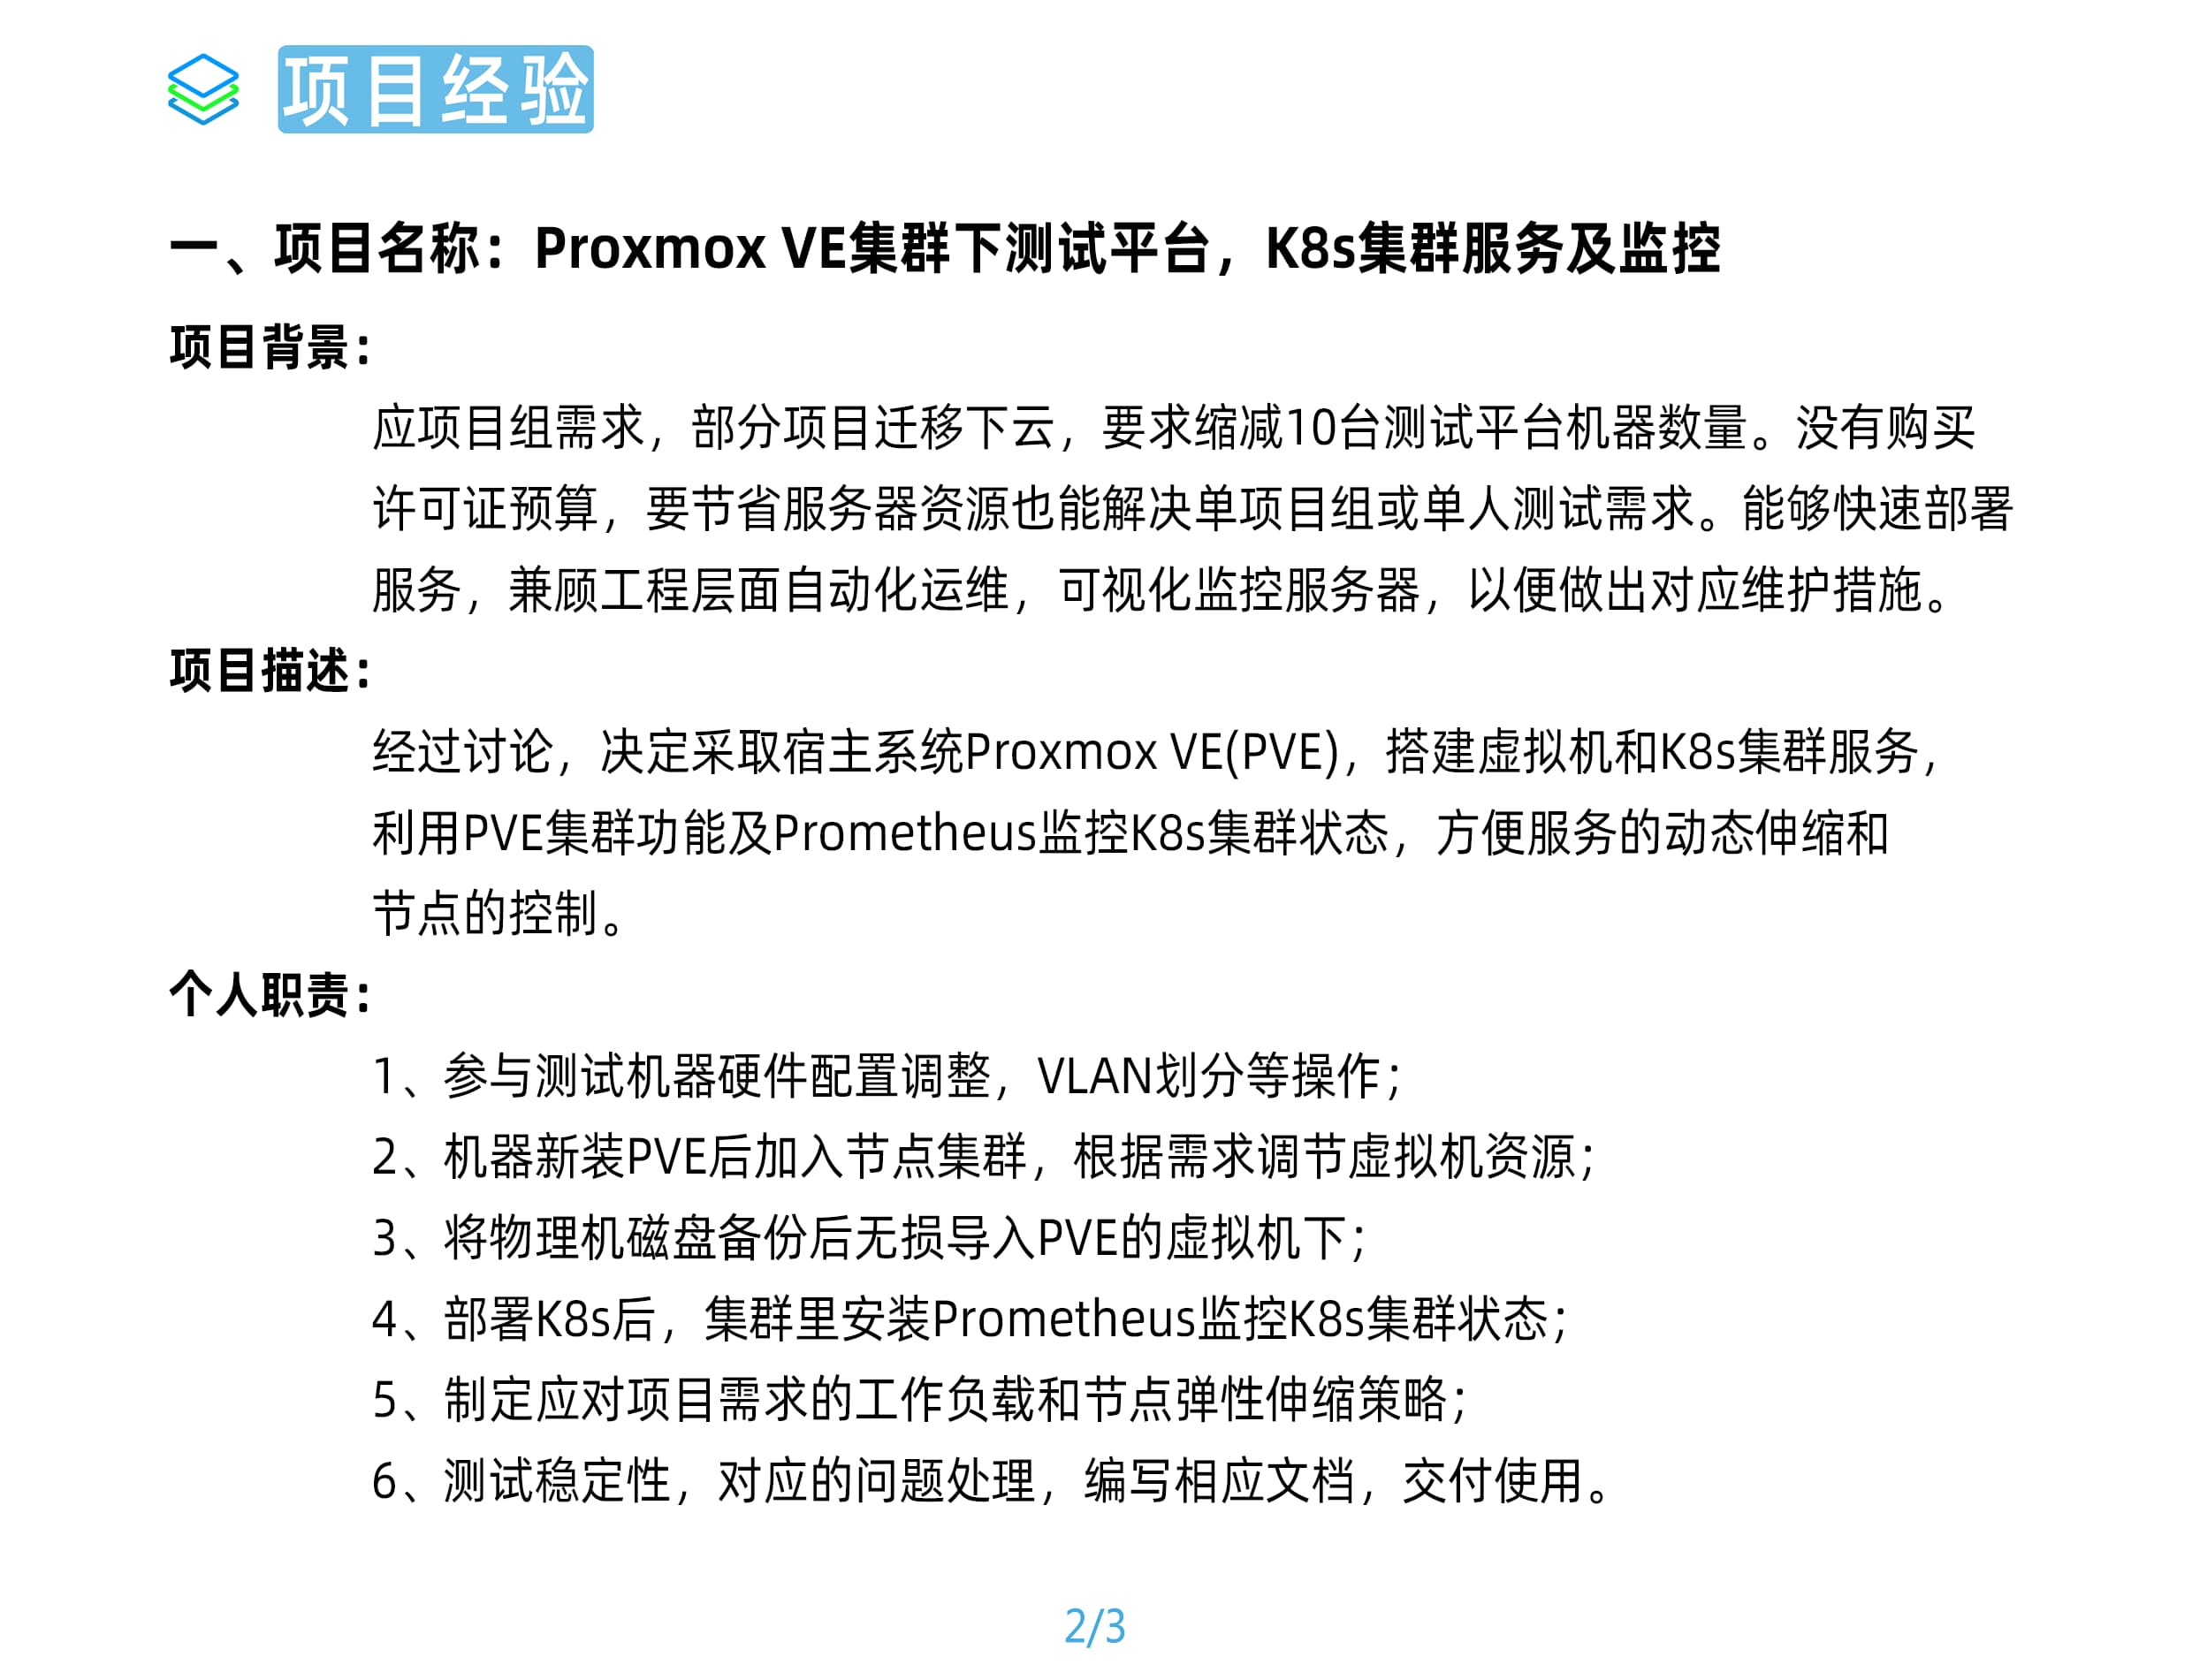 项目经验
一、项目名称：Proxmox VE集群下测试平台，K8s集群服务及监控
项目背景：
应项目组需求，部分项目迁移下云，要求缩减10台测试平台机器数量。没有购买
许可证预算，要节省服务器资源也能解决单项目组或单人测试需求。能够快速部署
服务，兼顾工程层面自动化运维，可视化监控服务器，以便做出对应维护措施。
项目描述：
经过讨论，决定采取宿主系统Proxmox VE(PVE)，搭建虚拟机和K8s集群服务，
利用PVE集群功能及Prometheus监控K8s集群状态，方便服务的动态伸缩和
节点的控制。
个人职责：
1、参与测试机器硬件配置调整，VLAN划分等操作；
2、机器新装PVE后加入节点集群，根据需求调节虚拟机资源；
3、将物理机磁盘备份后无损导入PVE的虚拟机下；
4、部署K8s后，集群里安装Prometheus监控K8s集群状态；
5、制定应对项目需求的工作负载和节点弹性伸缩策略；
6、测试稳定性，对应的问题处理，编写相应文档，交付使用。
2/3